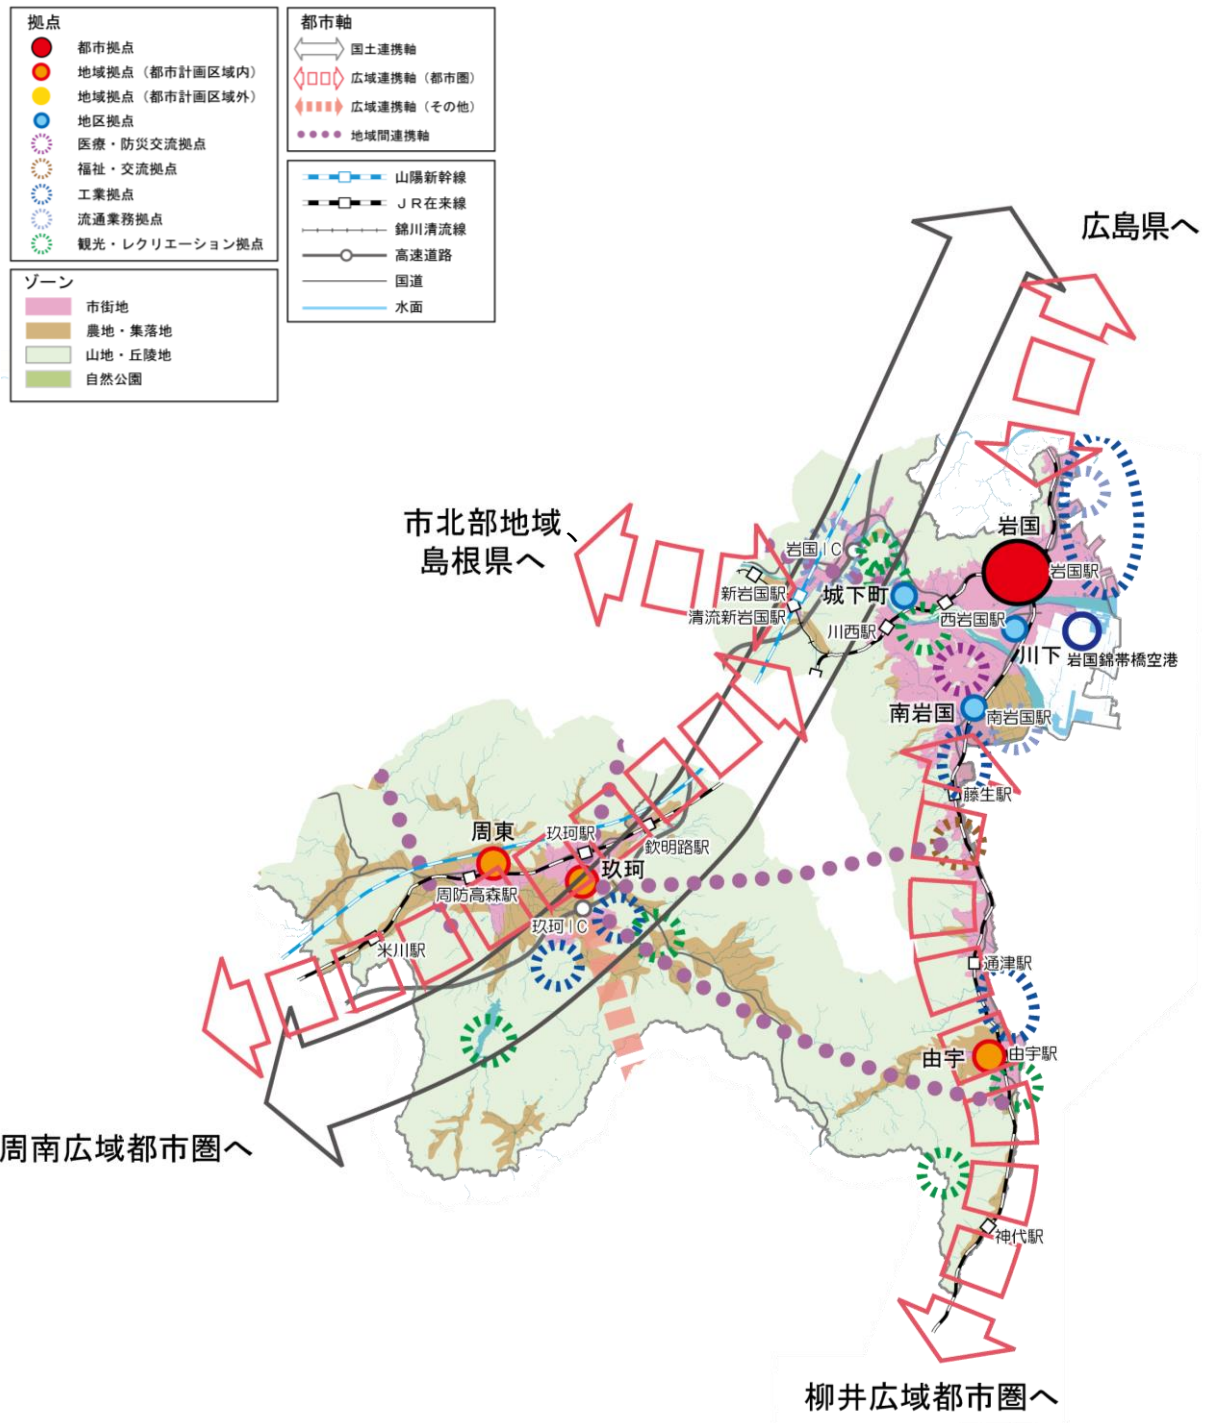 拠点
都市拠点
地域拠点（都市計画区域内）
地域拠点（都市計画区域外）
地区拠点
医療・防災交流拠点
福祉・交流拠点
工業拠点
流通業務拠点
観光・レクリエーション拠点
ゾーン
市街地
農地・集落地
山地・丘陵地
自然公園
都市軸
国土連携軸
広域連携軸（都市圏）
広域連携軸（その他）
地域間連携軸
山陽新幹線
ＪＲ在来線
錦川清流線
高速道路
国道
水面
広島県へ
市北部地域、
島根県へ
岩国
岩国IC
岩国駅
新岩国駅
城下町
清流新岩国駅
西岩国駅
川西駅
川下
岩国錦帯橋空港
南岩国
南岩国駅
藤生駅
周東
玖珂駅
欽明路駅
玖珂
周防高森駅
玖珂IC
米川駅
通津駅
由宇
由宇駅
周南広域都市圏へ
神代駅
柳井広域都市圏へ